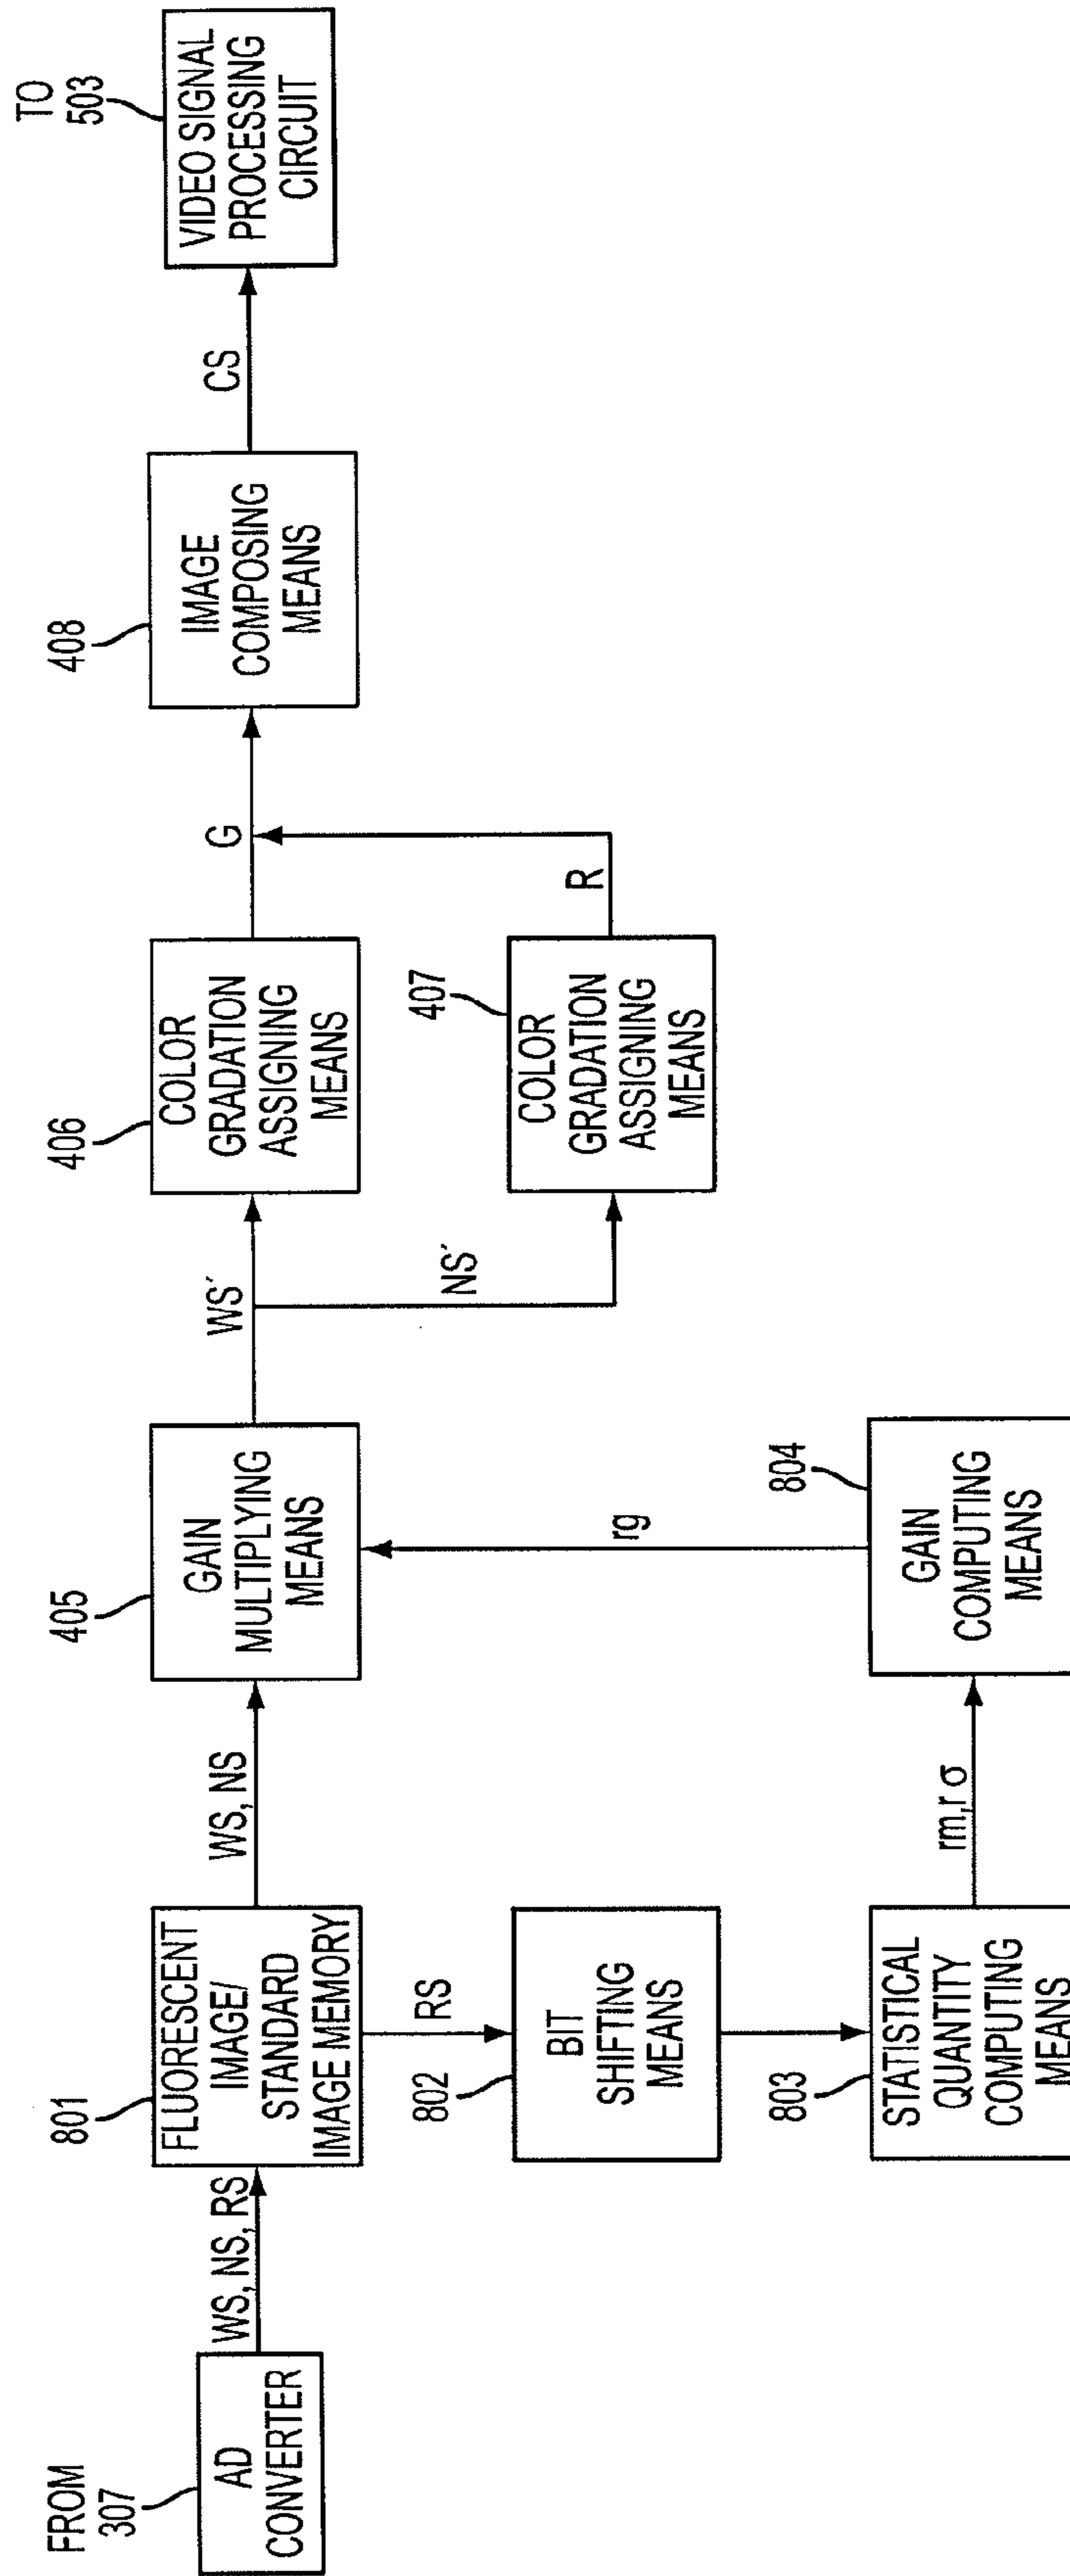 FROM
307
AD
CONVERTER
WS, NS, RS
801
FLUORESCENT
IMAGE/
STANDARD
IMAGE MEMORY
WS, NS
RS
802
BIT
SHIFTING
MEANS
803
STATISTICAL
QUANTITY
COMPUTING
MEANS
rm,r σ
804
GAIN
COMPUTING
MEANS
rg
405
GAIN
MULTIPLYING
MEANS
WS´
NS´
406
COLOR
GRADATION
ASSIGNING
MEANS
407
COLOR
GRADATION
ASSIGNING
MEANS
G
R
408
IMAGE
COMPOSING
MEANS
CS
TO
503
VIDEO SIGNAL
PROCESSING
CIRCUIT